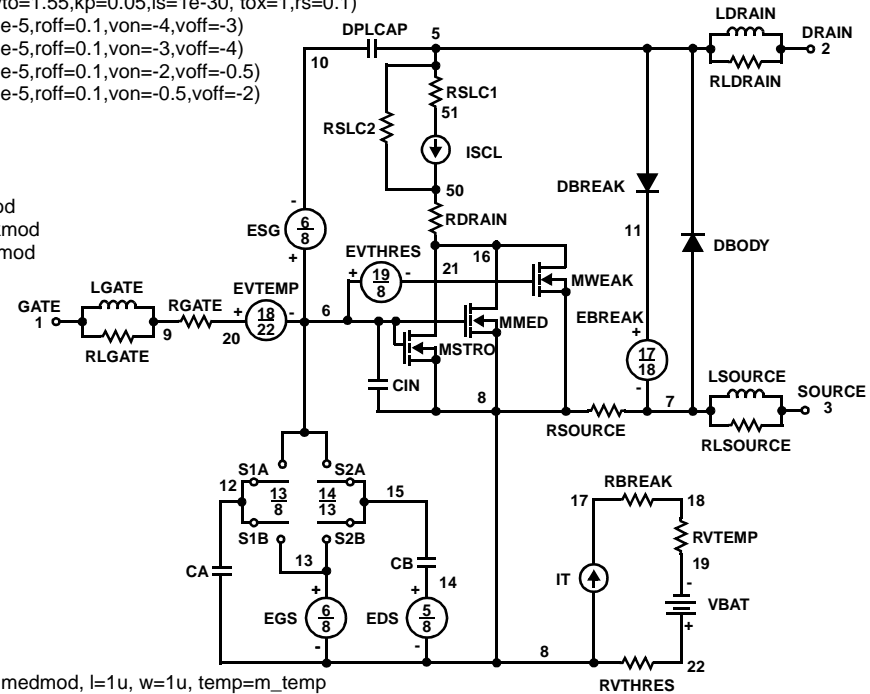 vto=1.55,kp=0.05,is=1e-30, tox=1,rs=0.1)
e-5,roff=0.1,von=-4,voff=-3)
e-5,roff=0.1,von=-3,voff=-4)
e-5,roff=0.1,von=-2,voff=-0.5)
e-5,roff=0.1,von=-0.5,voff=-2)
LDRAIN
DPLCAP
5
DRAIN
2
10
RLDRAIN
RSLC1
51
RSLC2
ISCL
50
DBREAK
RDRAIN
od
mod
ESG
6
8
-
+
11
DBODY
EVTHRES
+
19
8
-
21
16
MWEAK
LGATE
RGATE
EVTEMP
GATE
1
RLGATE
9
20
+
18
22
-
6
MMED
MSTRO
EBREAK
+
17
18
-
CIN
8
LSOURCE
SOURCE
3
RSOURCE
7
RLSOURCE
S1A
S2A
12
13
8
14
13
15
S1B
S2B
13
CA
CB
14
+
EGS
6
8
-
+
EDS
5
8
-
RBREAK
17
18
RVTEMP
19
IT
-
VBAT
+
8
22
RVTHRES
medmod, l=1u, w=1u, temp=m_temp